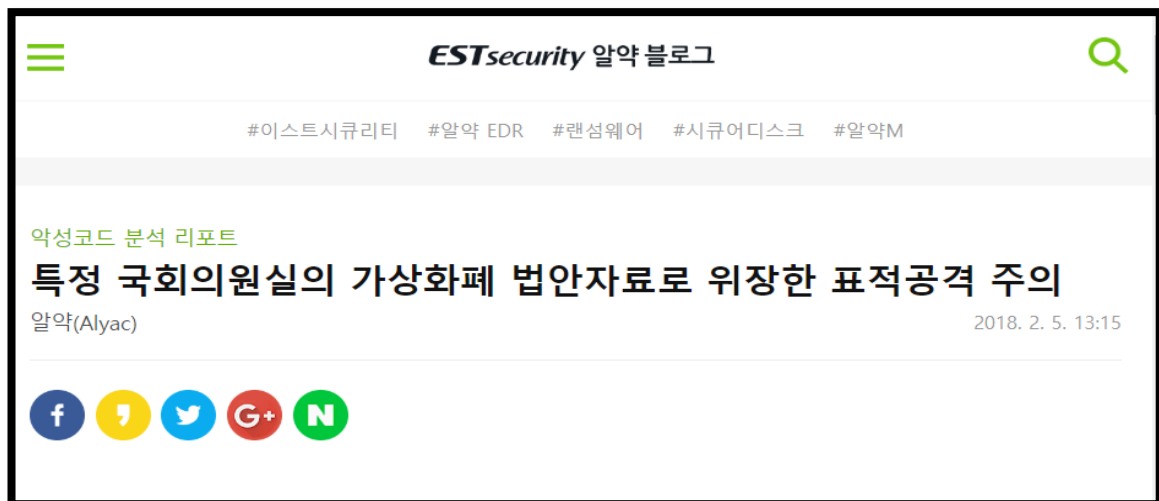 ESTsecurity 알약 블로그
#이스트시큐리티 #알약 EDR #랜섬웨어 #시큐어디스크 #알약M
악성코드 분석 리포트
특정 국회의원실의 가상화폐 법안자료로 위장한 표적공격 주의
알약(Alyac) 2018. 2. 5. 13:15
f , G+ N